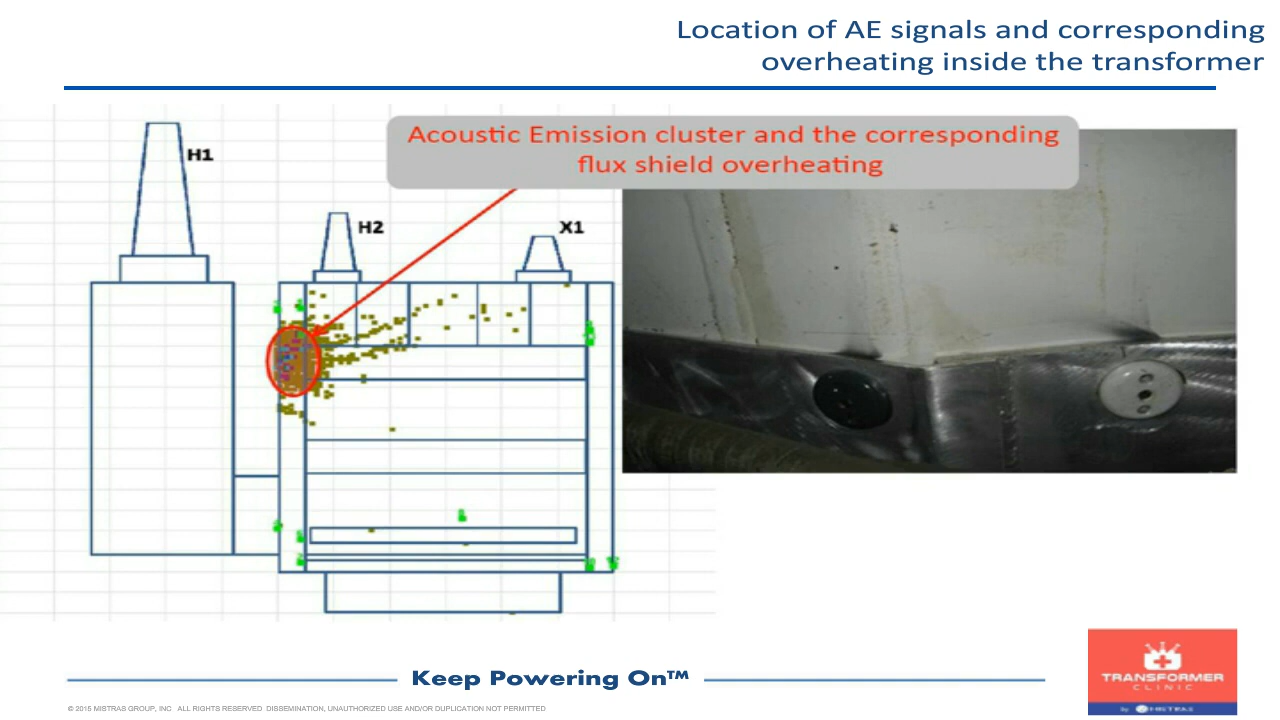 Location of AE signals and corresponding
overheating inside the transformer
Acoustic Emission cluster and the corresponding
flux shield overheating
H1
H2
X1
Keep Powering On™
TRANSFORMER
CLINIC
by MISTRAS
© 2015 MISTRAS GROUP, INC ALL RIGHTS RESERVED DISSEMINATION, UNAUTHORIZED USE AND/OR DUPLICATION NOT PERMITTED